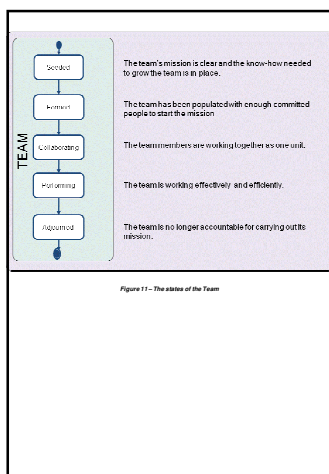 TEAM
Seeded
The team's mission is clear and the know-how needed
to grow the team is in place.
Formed
The team has been populated with enough committed
people to start the mission
Collaborating
The team members are working together as one unit.
Performing
The team is working effectively and efficiently.
Adjourned
The team is no longer accountable for carrying out its
mission.
Figure 11 – The states of the Team